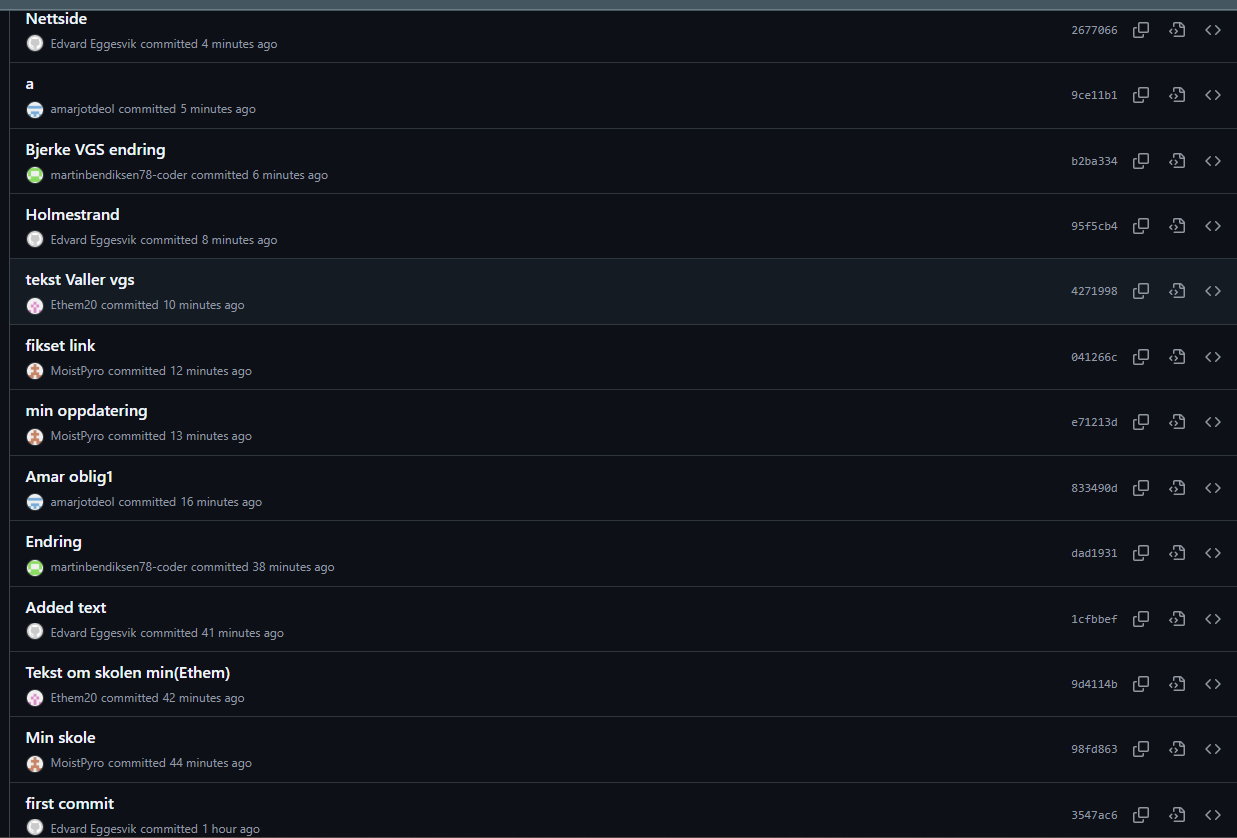 Nettside
2677066
Edvard Eggesvik committed 4 minutes ago
a
9ce11b1
amarjotdeol committed 5 minutes ago
Bjerke VGS endring
b2ba334
martinbendiksen78-coder committed 6 minutes ago
Holmestrand
95f5cb4
Edvard Eggesvik committed 8 minutes ago
tekst Valler vgs
4271998
Ethem20 committed 10 minutes ago
fikset link
041266c
MoistPyro committed 12 minutes ago
min oppdatering
e71213d
MoistPyro committed 13 minutes ago
Amar oblig1
833490d
amarjotdeol committed 16 minutes ago
Endring
dad1931
martinbendiksen78-coder committed 38 minutes ago
Added text
1cfbbef
Edvard Eggesvik committed 41 minutes ago
Tekst om skolen min(Ethem)
9d4114b
Ethem20 committed 42 minutes ago
Min skole
98fd863
MoistPyro committed 44 minutes ago
first commit
3547ac6
Edvard Eggesvik committed 1 hour ago